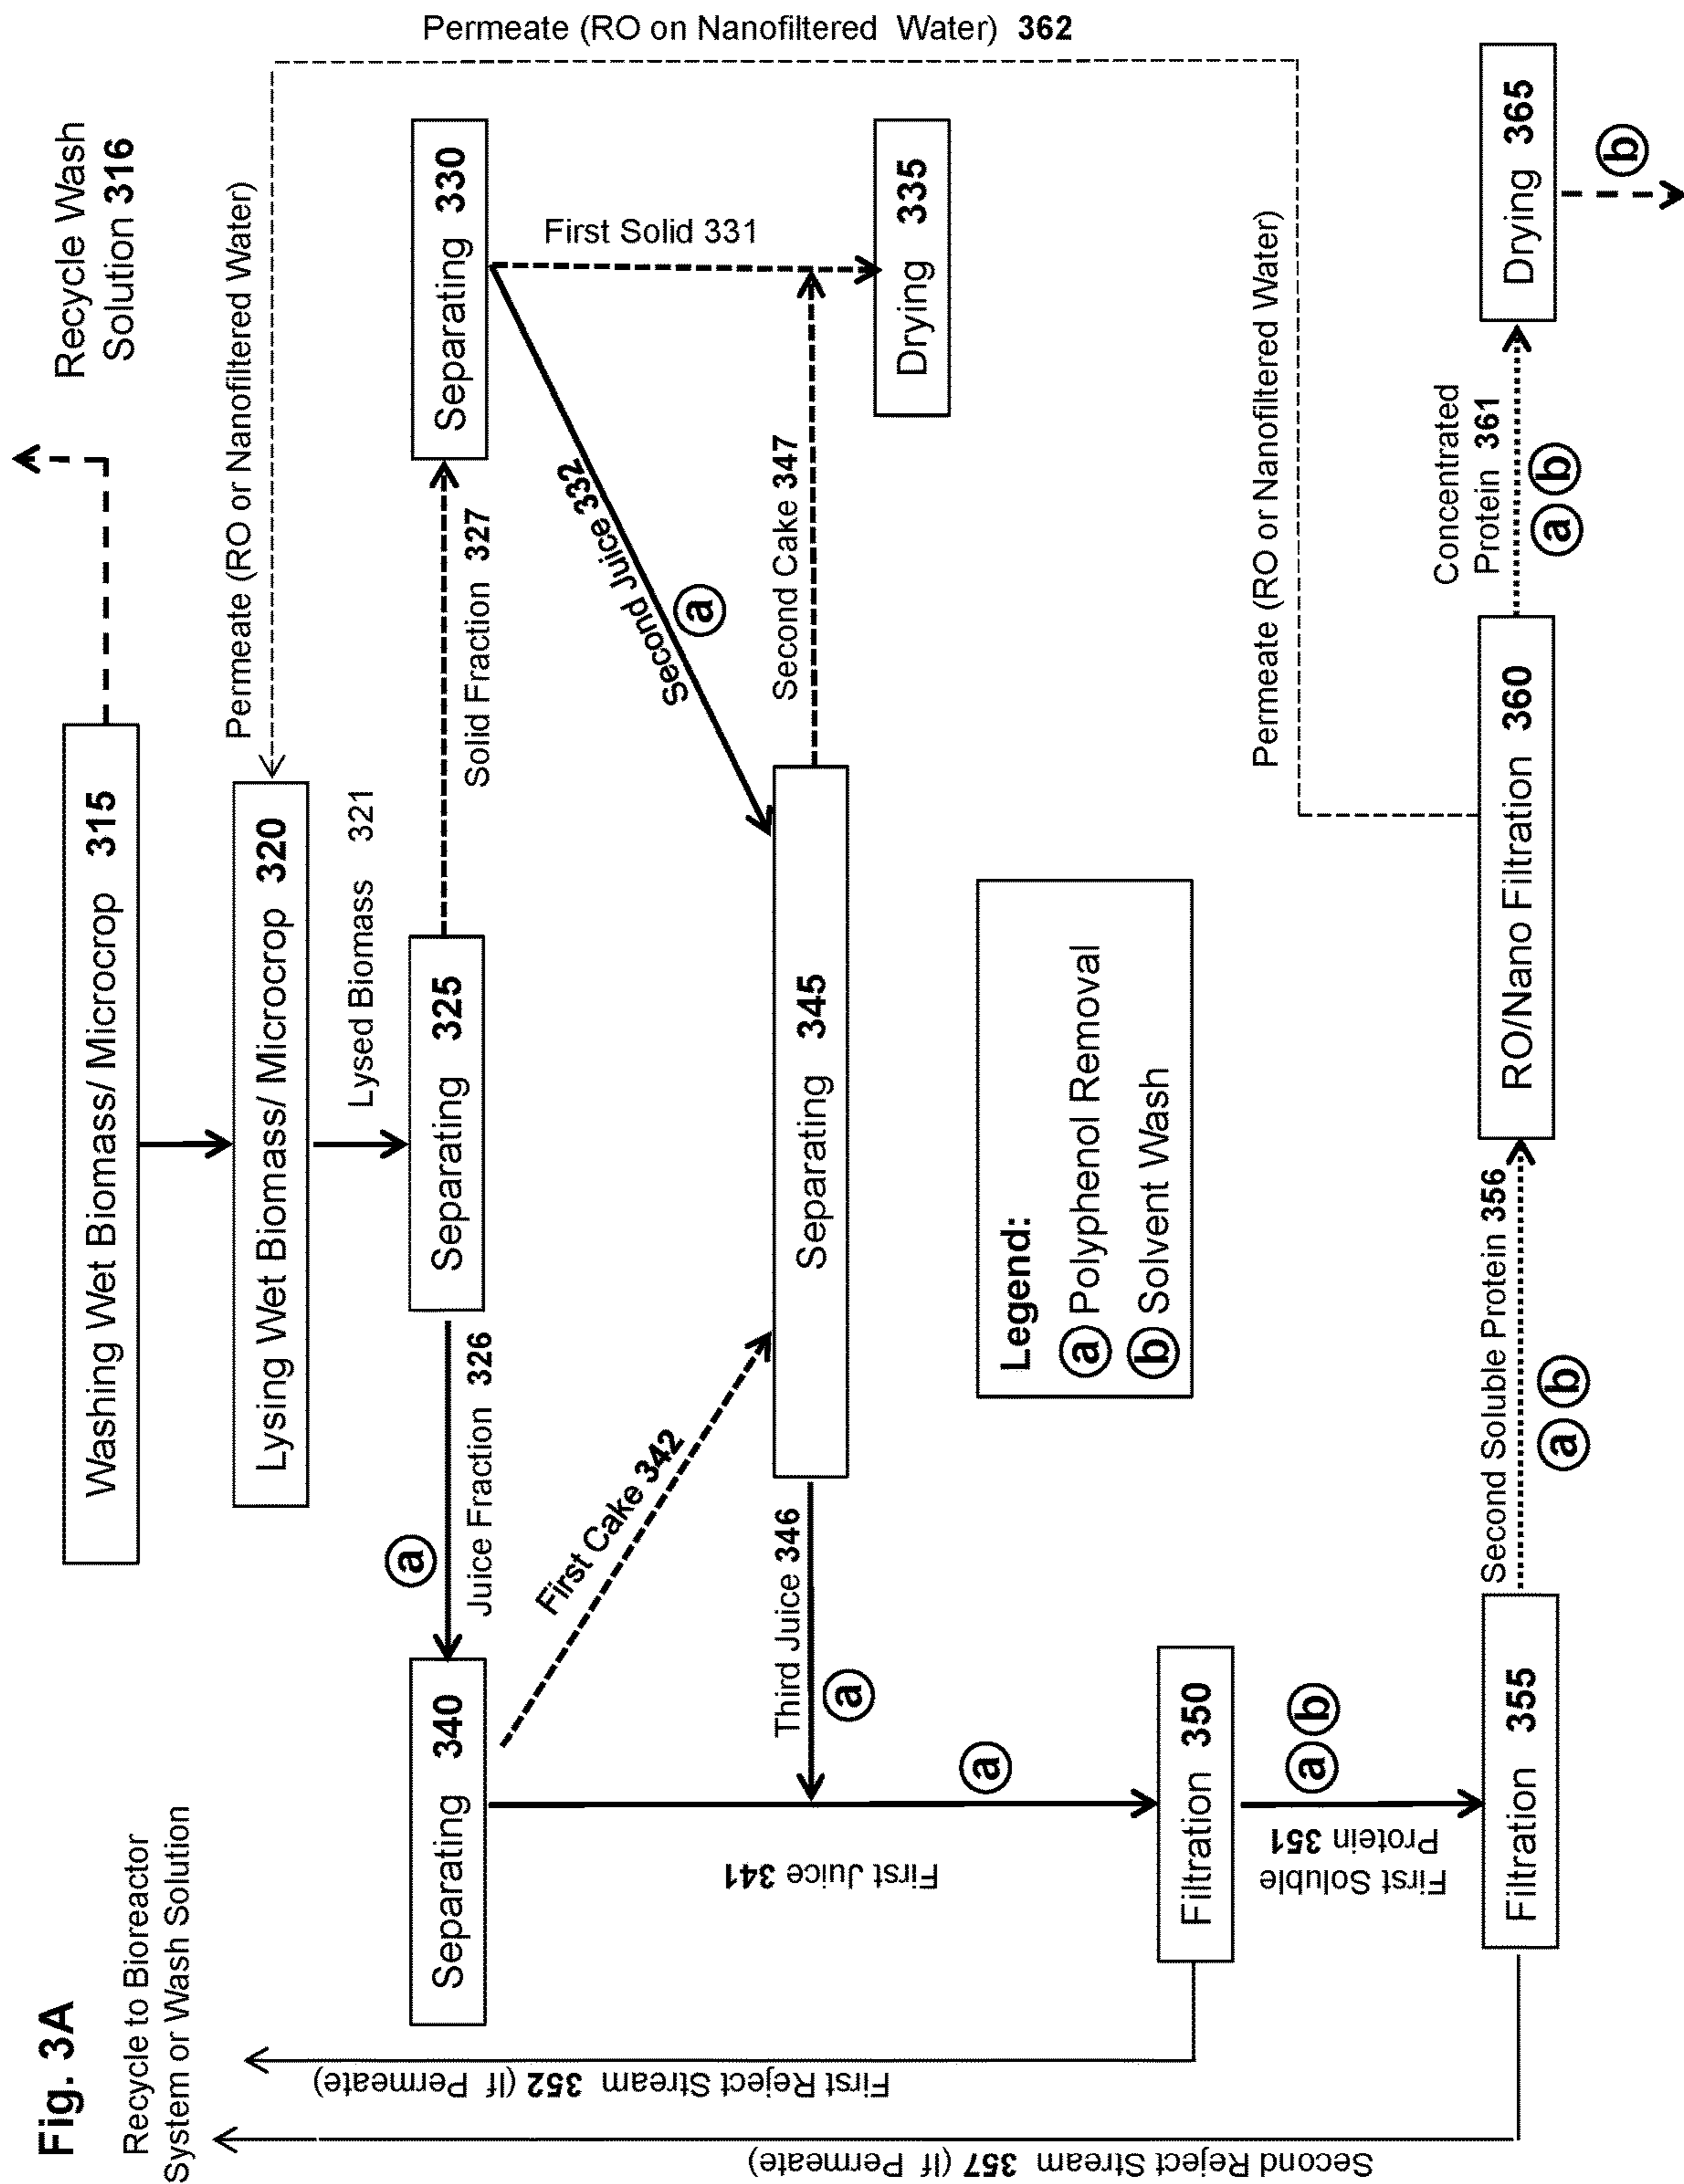 Fig. 3A
Recycle to Bioreactor
System or Wash Solution
Washing Wet Biomass/ Microcrop 315
Recycle Wash
Solution 316
Lysing Wet Biomass/ Microcrop 320
Permeate (RO or Nanofiltered Water)
Lysed Biomass 321
Separating 340
a
Juice Fraction 326
Separating 325
Solid Fraction 327
Separating 330
First Cake 342
Second Juice 332
a
First Solid 331
Third Juice 346
a
Separating 345
Second Cake 347
Drying 335
First Juice 341
a
First Reject Stream 352 (If Permeate)
Second Reject Stream 357 (If Permeate)
Legend:
a Polyphenol Removal
b Solvent Wash
Filtration 350
First Soluble
Protein 351
a b
Permeate (RO or Nanofiltered Water)
Permeate (RO on Nanofiltered Water) 362
Filtration 355
Second Soluble Protein 356
a b
RO/Nano Filtration 360
Concentrated
Protein 361
a b
Drying 365
b